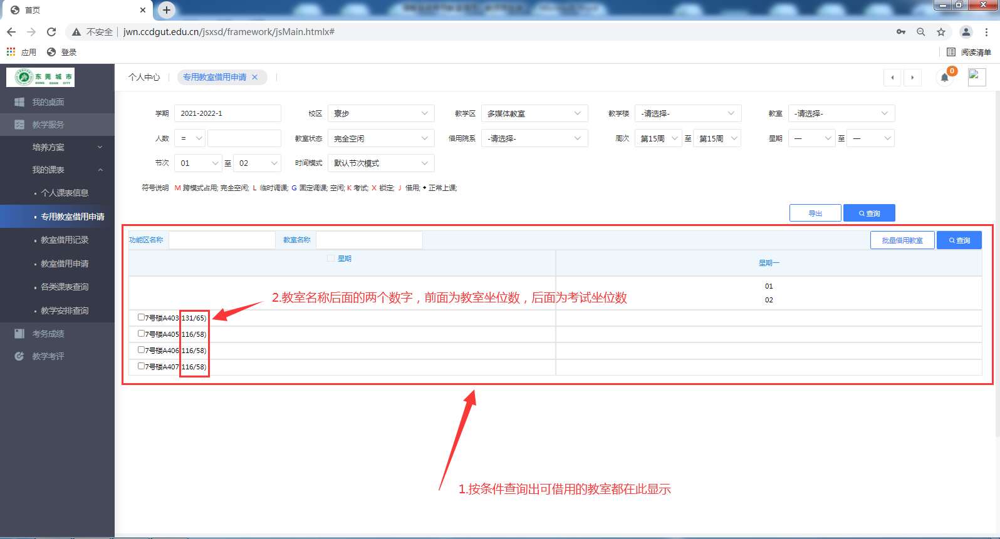 首页
不安全 jwn.ccdgut.edu.cn/jsxsd/framework/jsMain.htmlx#
应用 登录 阅读清单
东莞城市
DONG GUAN CITY
个人中心 专用教室借用申请 0
我的桌面
教学服务
培养方案
我的课表
个人课表信息
专用教室借用申请
教室借用记录
教室借用申请
各类课表查询
教学安排查询
考务成绩
教学考评
学期 2021-2022-1 校区 寮步 教学区 多媒体教室 教学楼 -请选择- 教室 -请选择-
人数 = 教室状态 完全空闲 借用院系 -请选择- 周次 第15周 至 第15周 星期 一 至 一
节次 01 至 02 时间模式 默认节次模式
符号说明 M 跨模式占用; 完全空闲; L 临时调课; G 固定调课; 空闲; K 考试; X 锁定; J 借用; ◆ 正常上课;
导出 查询
功能区名称 教室名称 批量借用教室 查询
星期 星期一
01
02
2.教室名称后面的两个数字，前面为教室坐位数，后面为考试坐位数
7号楼A403(131/65)
7号楼A405(116/58)
7号楼A406(116/58)
7号楼A407(116/58)
1.按条件查询出可借用的教室都在此显示